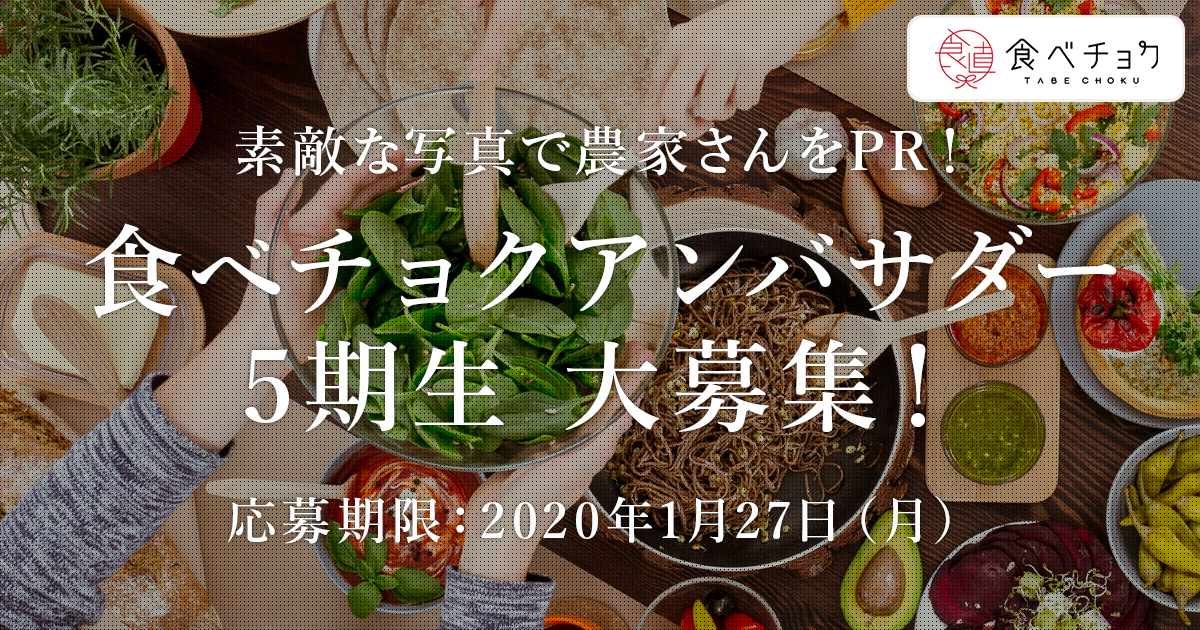 食直
食べチョク
TABE CHOKU
素敵な写真で農家さんをPR！
食べチョクアンバサダー
5期生 大募集！
応募期限：2020年1月27日（月）